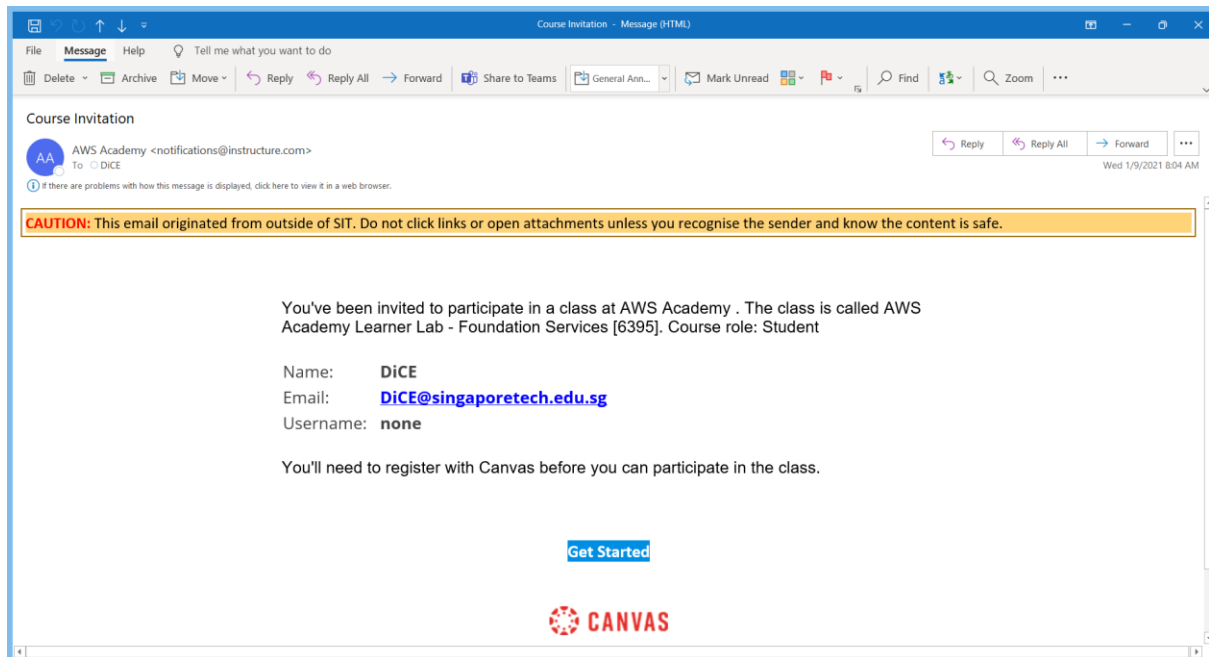 Course Invitation - Message (HTML)
File Message Help Tell me what you want to do
Delete Archive Move Reply Reply All Forward Share to Teams General Ann... Mark Unread Find Zoom ...
Course Invitation
AA
AWS Academy <notifications@instructure.com>
To DiCE
Reply Reply All Forward ...
Wed 1/9/2021 8:04 AM
If there are problems with how this message is displayed, click here to view it in a web browser.
CAUTION: This email originated from outside of SIT. Do not click links or open attachments unless you recognise the sender and know the content is safe.
You've been invited to participate in a class at AWS Academy . The class is called AWS
Academy Learner Lab - Foundation Services [6395]. Course role: Student
Name: DiCE
Email: DiCE@singaporetech.edu.sg
Username: none
You'll need to register with Canvas before you can participate in the class.
Get Started
CANVAS